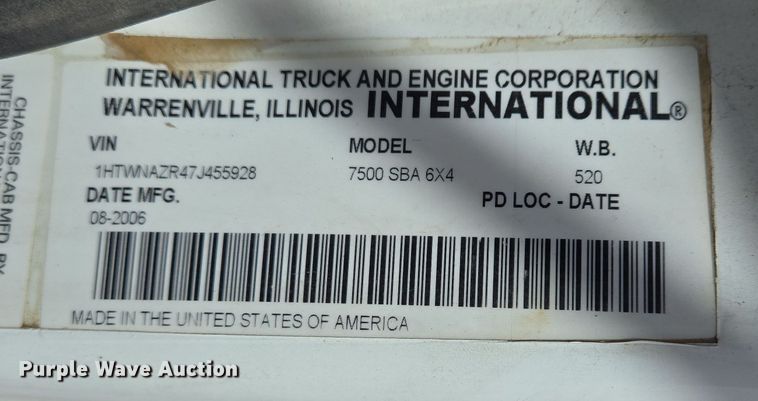 INTERNATIONAL TRUCK AND ENGINE CORPORATION
WARRENVILLE, ILLINOIS INTERNATIONAL®
VIN MODEL W.B.
1HTWNAZR47J455928 7500 SBA 6X4 520
DATE MFG. PD LOC - DATE
08-2006
MADE IN THE UNITED STATES OF AMERICA
CHASSIS-CAB MFD. BY
Purple Wave Auction